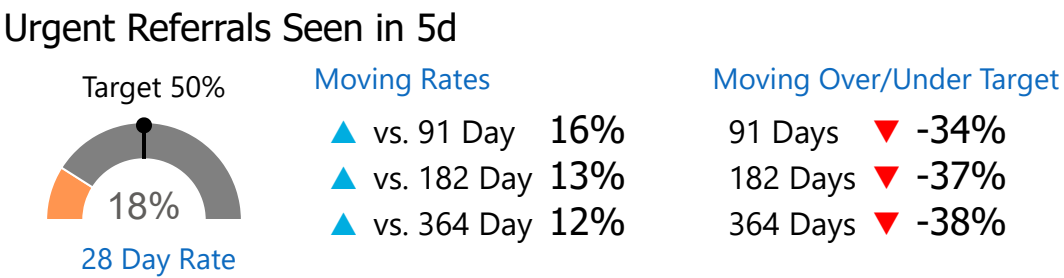 Urgent Referrals Seen in 5d
Target 50%
18%
28 Day Rate
Moving Rates
▲ vs. 91 Day 16%
▲ vs. 182 Day 13%
▲ vs. 364 Day 12%
Moving Over/Under Target
91 Days ▼ -34%
182 Days ▼ -37%
364 Days ▼ -38%